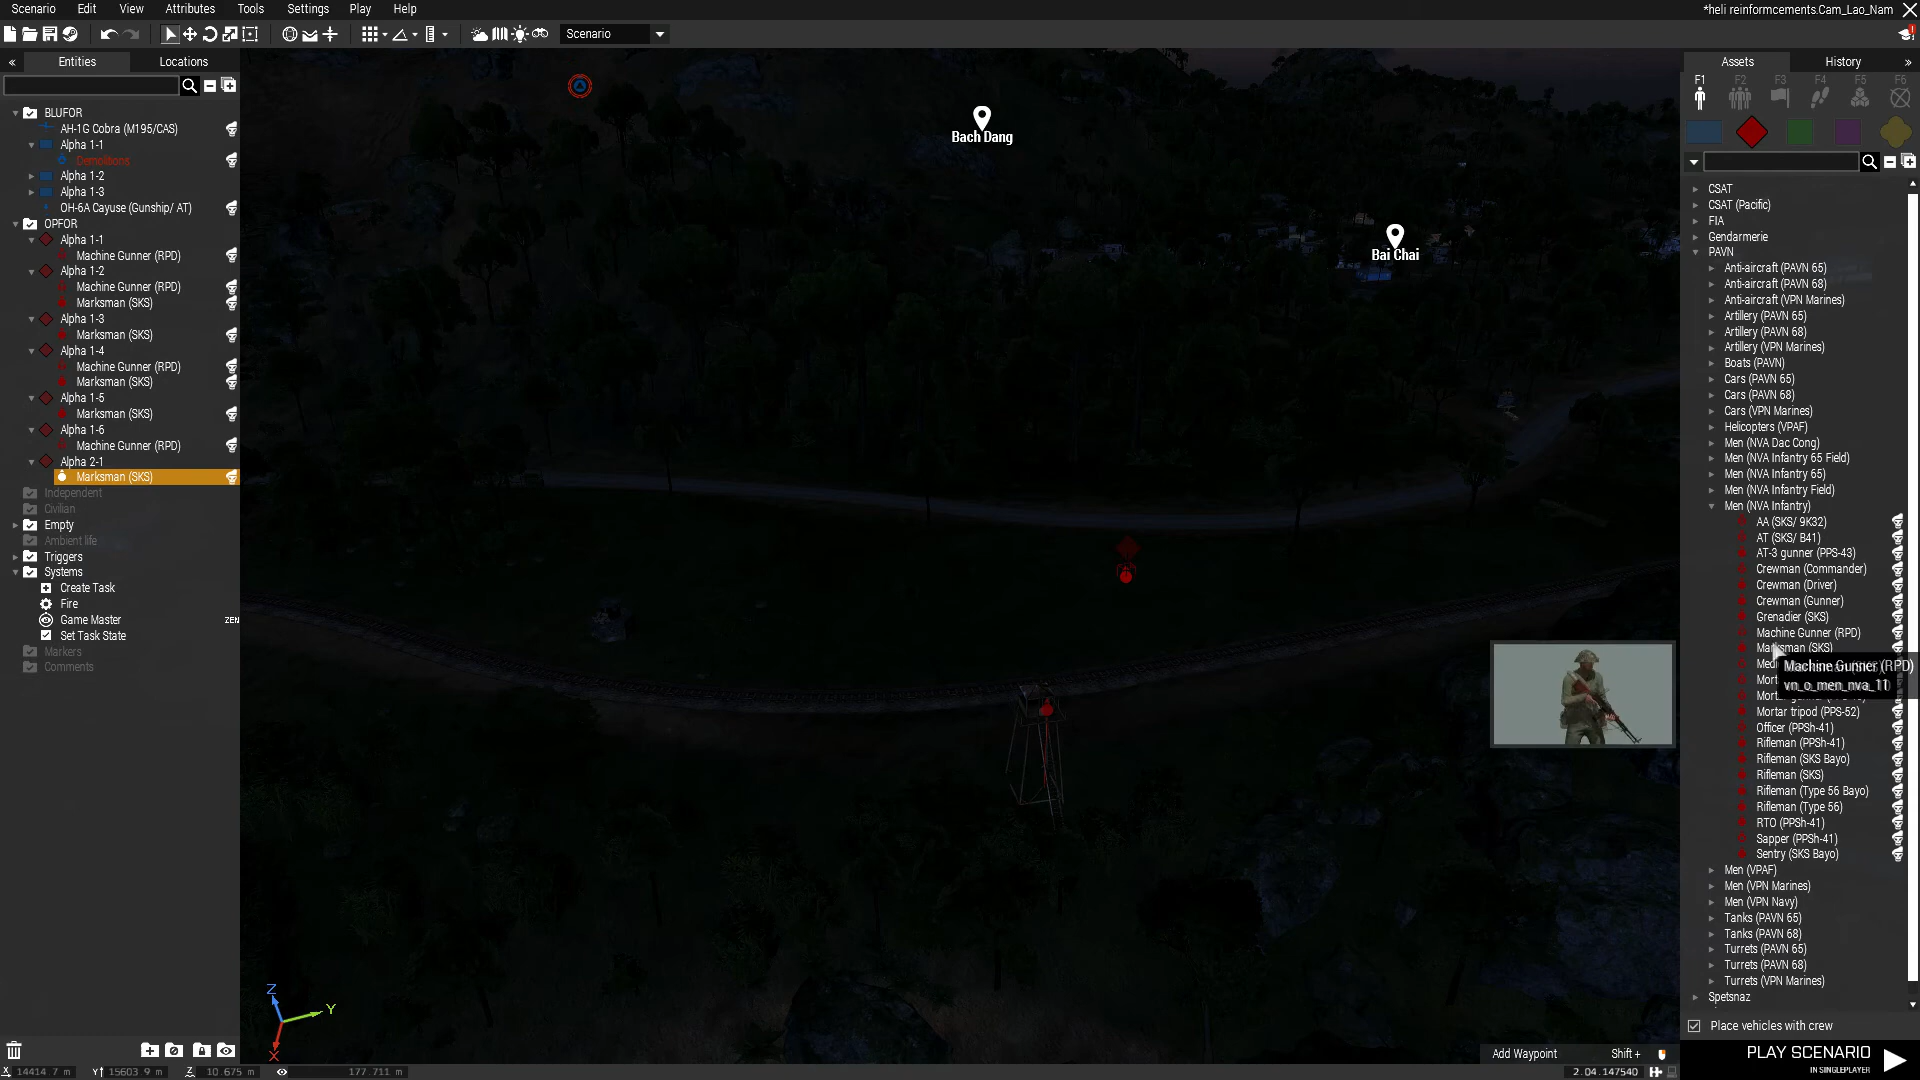 Scenario Edit View Attributes Tools Settings Play Help
*heli reinformcements.Cam_Lao_Nam
Scenario
Entities Locations
BLUFOR
AH-1G Cobra (M195/CAS)
Alpha 1-1
Demolitions
Alpha 1-2
Alpha 1-3
OH-6A Cayuse (Gunship/ AT)
OPFOR
Alpha 1-1
Machine Gunner (RPD)
Alpha 1-2
Machine Gunner (RPD)
Marksman (SKS)
Alpha 1-3
Marksman (SKS)
Alpha 1-4
Machine Gunner (RPD)
Marksman (SKS)
Alpha 1-5
Marksman (SKS)
Alpha 1-6
Machine Gunner (RPD)
Alpha 2-1
Marksman (SKS)
Independent
Civilian
Empty
Ambient life
Triggers
Systems
Create Task
Fire
Game Master ZEN
Set Task State
Markers
Comments
Bach Dang
Bai Chai
Assets History
F1 F2 F3 F4 F5 F6
CSAT
CSAT (Pacific)
FIA
Gendarmerie
PAVN
Anti-aircraft (PAVN 65)
Anti-aircraft (PAVN 68)
Anti-aircraft (VPN Marines)
Artillery (PAVN 65)
Artillery (PAVN 68)
Artillery (VPN Marines)
Boats (PAVN)
Cars (PAVN 65)
Cars (PAVN 68)
Cars (VPN Marines)
Helicopters (VPAF)
Men (NVA Dac Cong)
Men (NVA Infantry 65 Field)
Men (NVA Infantry 65)
Men (NVA Infantry Field)
Men (NVA Infantry)
AA (SKS/ 9K32)
AT (SKS/ B41)
AT-3 gunner (PPS-43)
Crewman (Commander)
Crewman (Driver)
Crewman (Gunner)
Grenadier (SKS)
Machine Gunner (RPD)
Marksman (SKS)
Machine Gunner (RPD)
vn_o_men_nva_11
Mortar tripod (PPS-52)
Officer (PPSh-41)
Rifleman (PPSh-41)
Rifleman (SKS Bayo)
Rifleman (SKS)
Rifleman (Type 56 Bayo)
Rifleman (Type 56)
RTO (PPSh-41)
Sapper (PPSh-41)
Sentry (SKS Bayo)
Men (VPAF)
Men (VPN Marines)
Men (VPN Navy)
Tanks (PAVN 65)
Tanks (PAVN 68)
Turrets (PAVN 65)
Turrets (PAVN 68)
Turrets (VPN Marines)
Spetsnaz
Place vehicles with crew
PLAY SCENARIO
IN SINGLEPLAYER
Z
Y
X
Add Waypoint Shift +
X 14414.7 m Y 15603.9 m Z 10.675 m 177.711 m
2.04.147540